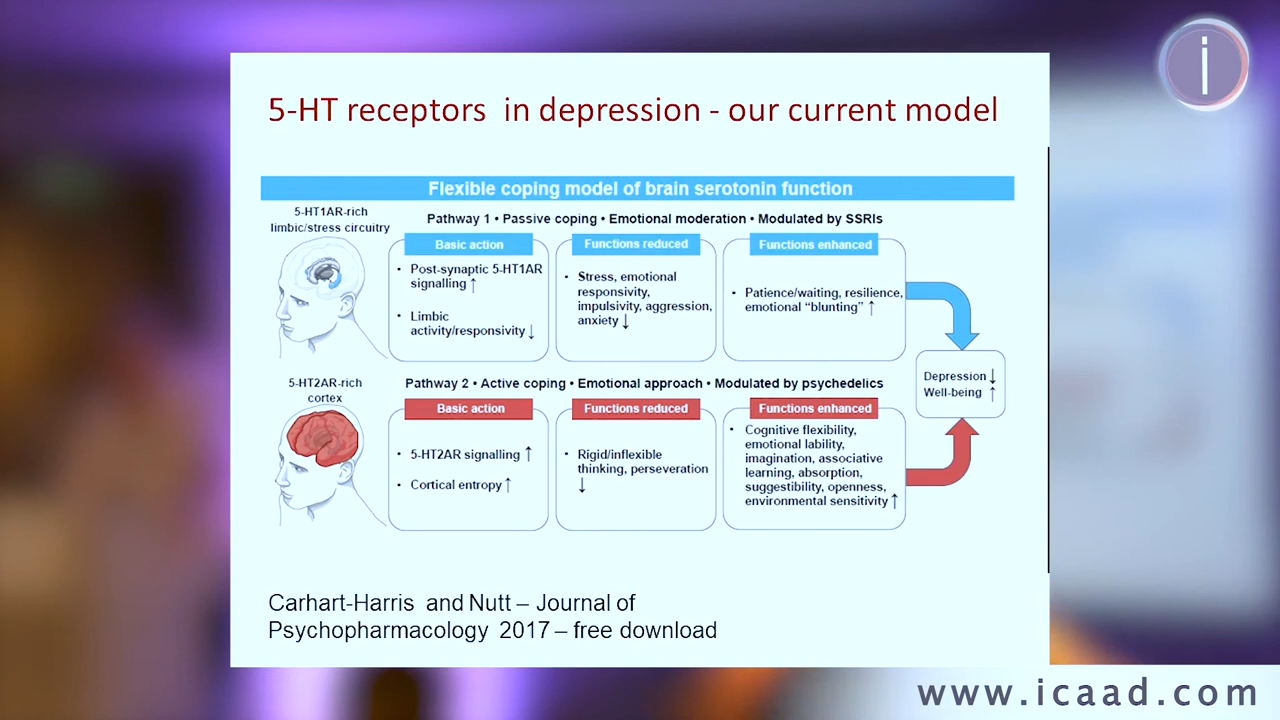 i
5-HT receptors in depression - our current model
Flexible coping model of brain serotonin function
5-HT1AR-rich
limbic/stress circuitry
Pathway 1 • Passive coping • Emotional moderation • Modulated by SSRIs
Basic action
• Post-synaptic 5-HT1AR
signalling ↑
• Limbic
activity/responsivity ↓
Functions reduced
• Stress, emotional
responsivity,
impulsivity, aggression,
anxiety ↓
Functions enhanced
• Patience/waiting, resilience,
emotional “blunting” ↑
5-HT2AR-rich
cortex
Pathway 2 • Active coping • Emotional approach • Modulated by psychedelics
Basic action
• 5-HT2AR signalling ↑
• Cortical entropy ↑
Functions reduced
• Rigid/inflexible
thinking, perseveration
↓
Functions enhanced
• Cognitive flexibility,
emotional lability,
imagination, associative
learning, absorption,
suggestibility, openness,
environmental sensitivity ↑
Depression ↓
Well-being ↑
Carhart-Harris and Nutt – Journal of
Psychopharmacology 2017 – free download
www.icaad.com